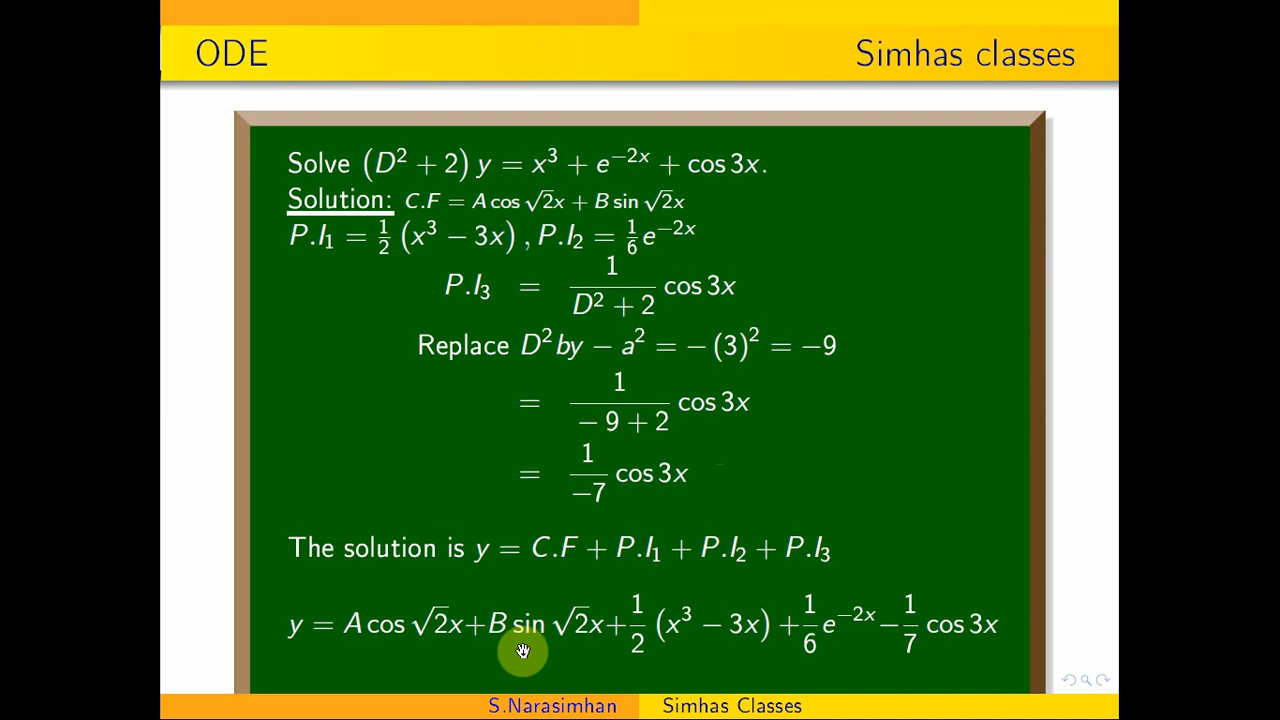 ODE Simhas classes
Solve (D² + 2) y = x³ + e⁻²ˣ + cos 3x.
Solution: C.F = A cos √2x + B sin √2x
P.I₁ = 1/2 (x³ − 3x) , P.I₂ = 1/6 e⁻²ˣ
P.I₃ = 1/(D² + 2) cos 3x
Replace D² by − a² = − (3)² = −9
= 1/(− 9 + 2) cos 3x
= 1/−7 cos 3x
The solution is y = C.F + P.I₁ + P.I₂ + P.I₃
y = A cos √2x+B sin √2x+ 1/2 (x³ − 3x) + 1/6 e⁻²ˣ− 1/7 cos 3x
S.Narasimhan Simhas Classes